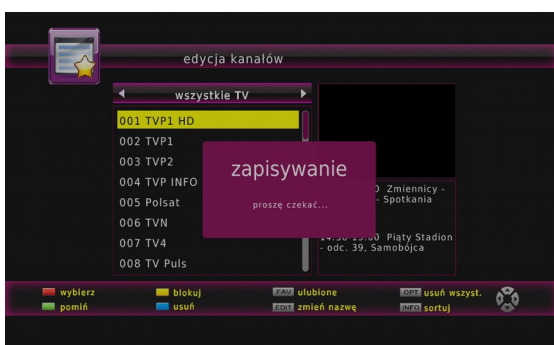 edycja kanałów
wszystkie TV
001 TVP1 HD
002 TVP1
003 TVP2
004 TVP INFO
005 Polsat
006 TVN
007 TV4
008 TV Puls
zapisywanie
proszę czekać...
Zmiennicy -
- Spotkania
Piąty Stadion
- odc. 39, Samobójca
wybierz
blokuj
FAV ulubione
OPT usuń wszyst.
pomiń
usuń
EDIT zmień nazwę
INFO sortuj